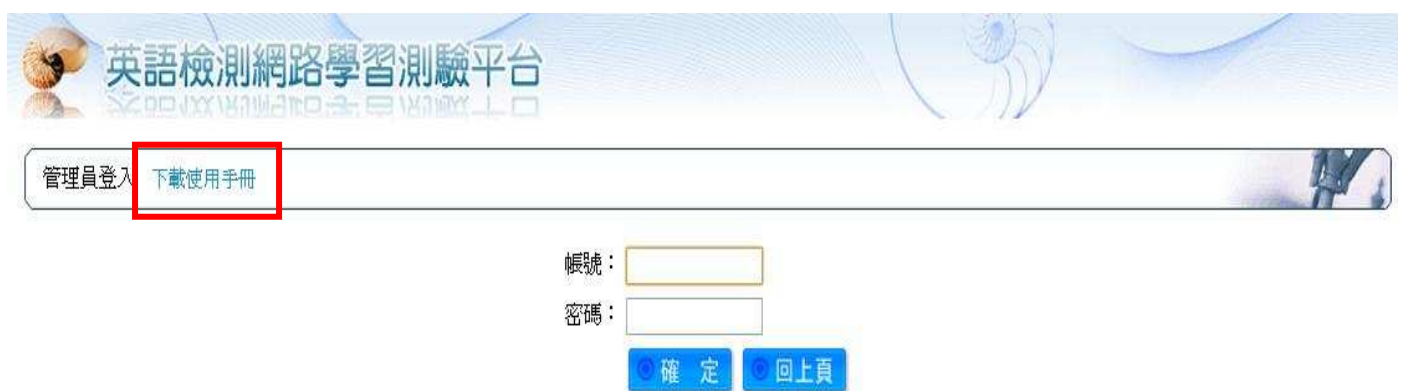 英語檢測網路學習測驗平台
管理員登入 下載使用手冊
帳號：
密碼：
確 定 回上頁